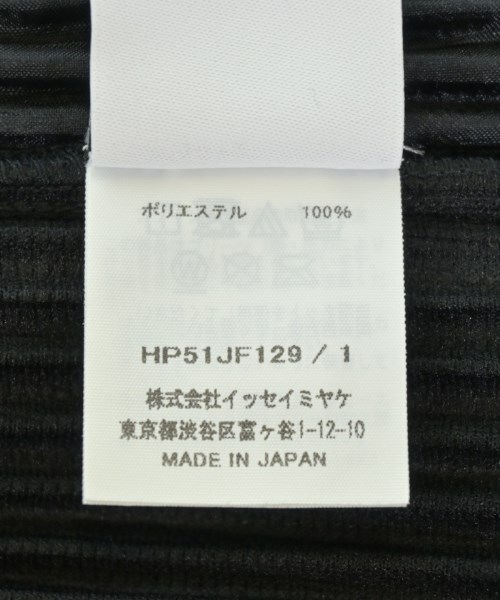 ポリエステル 100%
HP51JF129 / 1
株式会社イッセイミヤケ
東京都渋谷区富ヶ谷1-12-10
MADE IN JAPAN